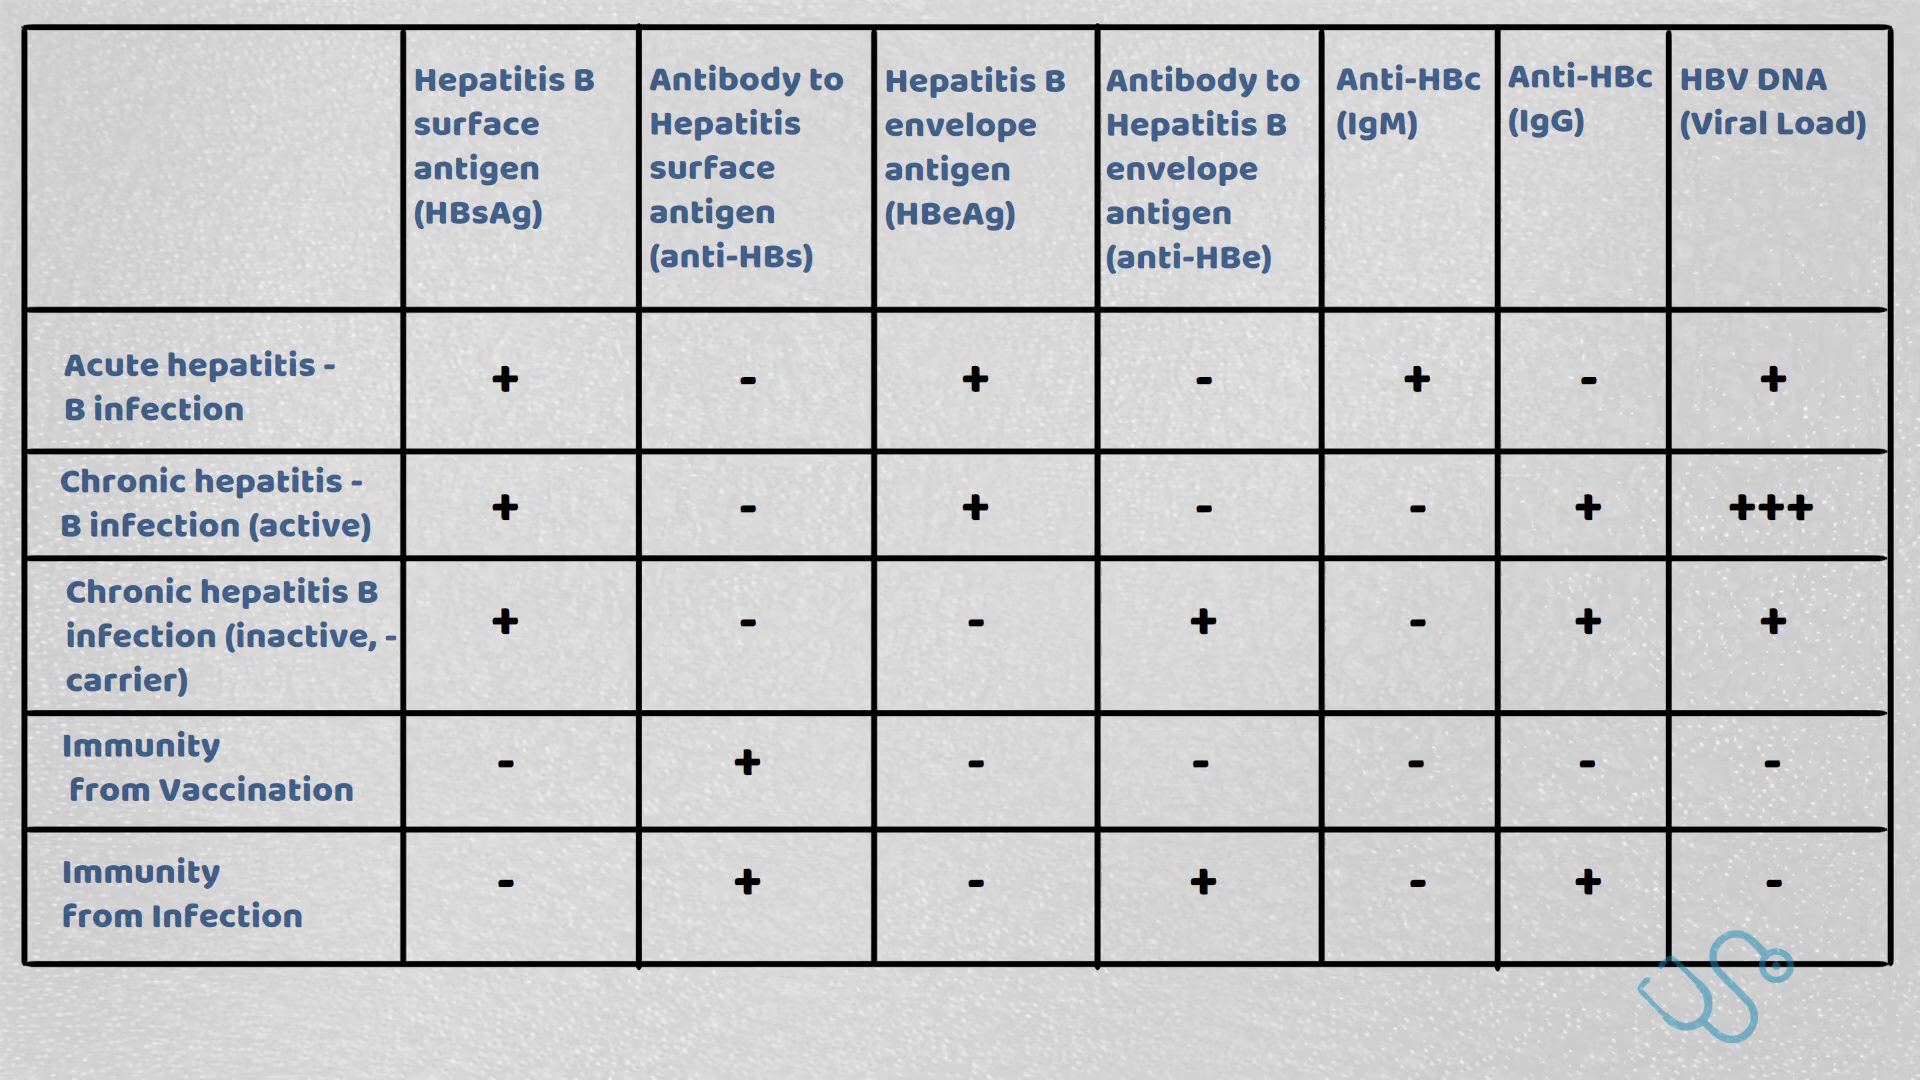 Hepatitis B
surface
antigen
(HBsAg)
Antibody to
Hepatitis
surface
antigen
(anti-HBs)
Hepatitis B
envelope
antigen
(HBeAg)
Antibody to
Hepatitis B
envelope
antigen
(anti-HBe)
Anti-HBc
(IgM)
Anti-HBc
(IgG)
HBV DNA
(Viral Load)
Acute hepatitis -
B infection
+ - + - + - +
Chronic hepatitis -
B infection (active)
+ - + - - + +++
Chronic hepatitis B
infection (inactive, -
carrier)
+ - - + - + +
Immunity
from Vaccination
- + - - - - -
Immunity
from Infection
- + - + - + -